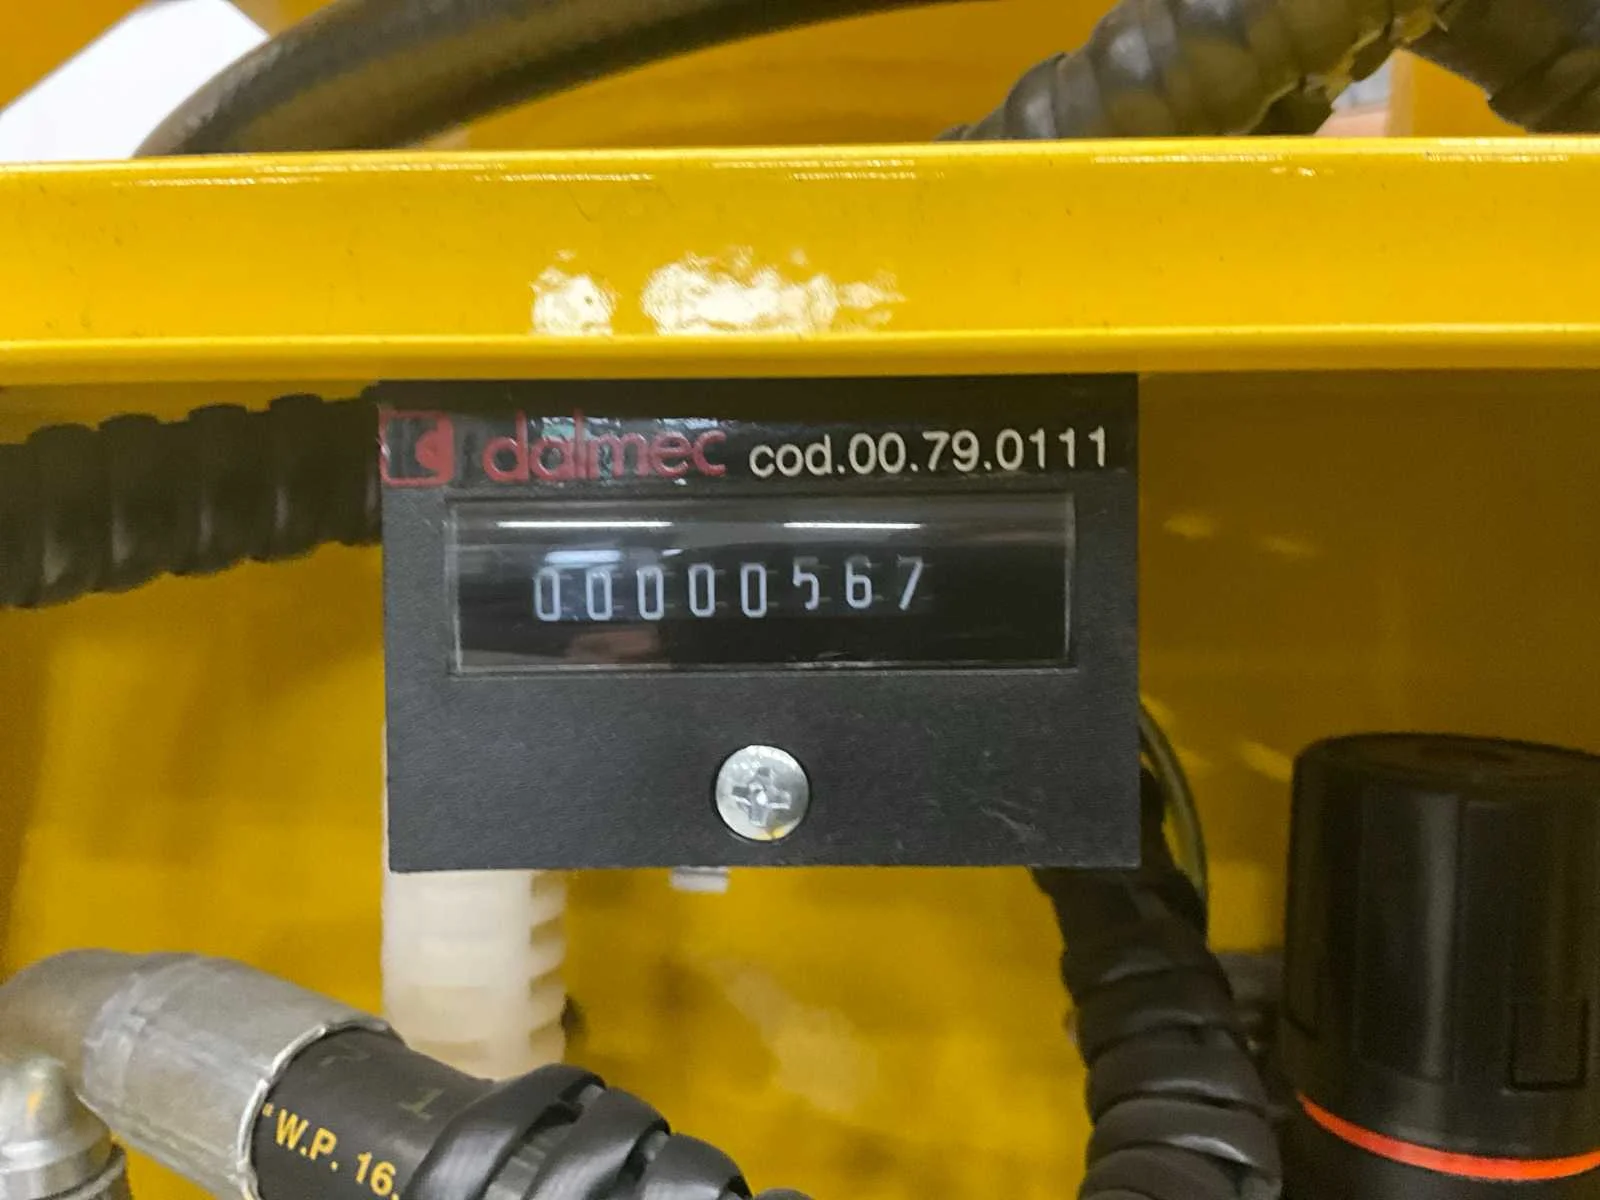 dalmec cod.00.79.0111
00000567
"W.P. 16.